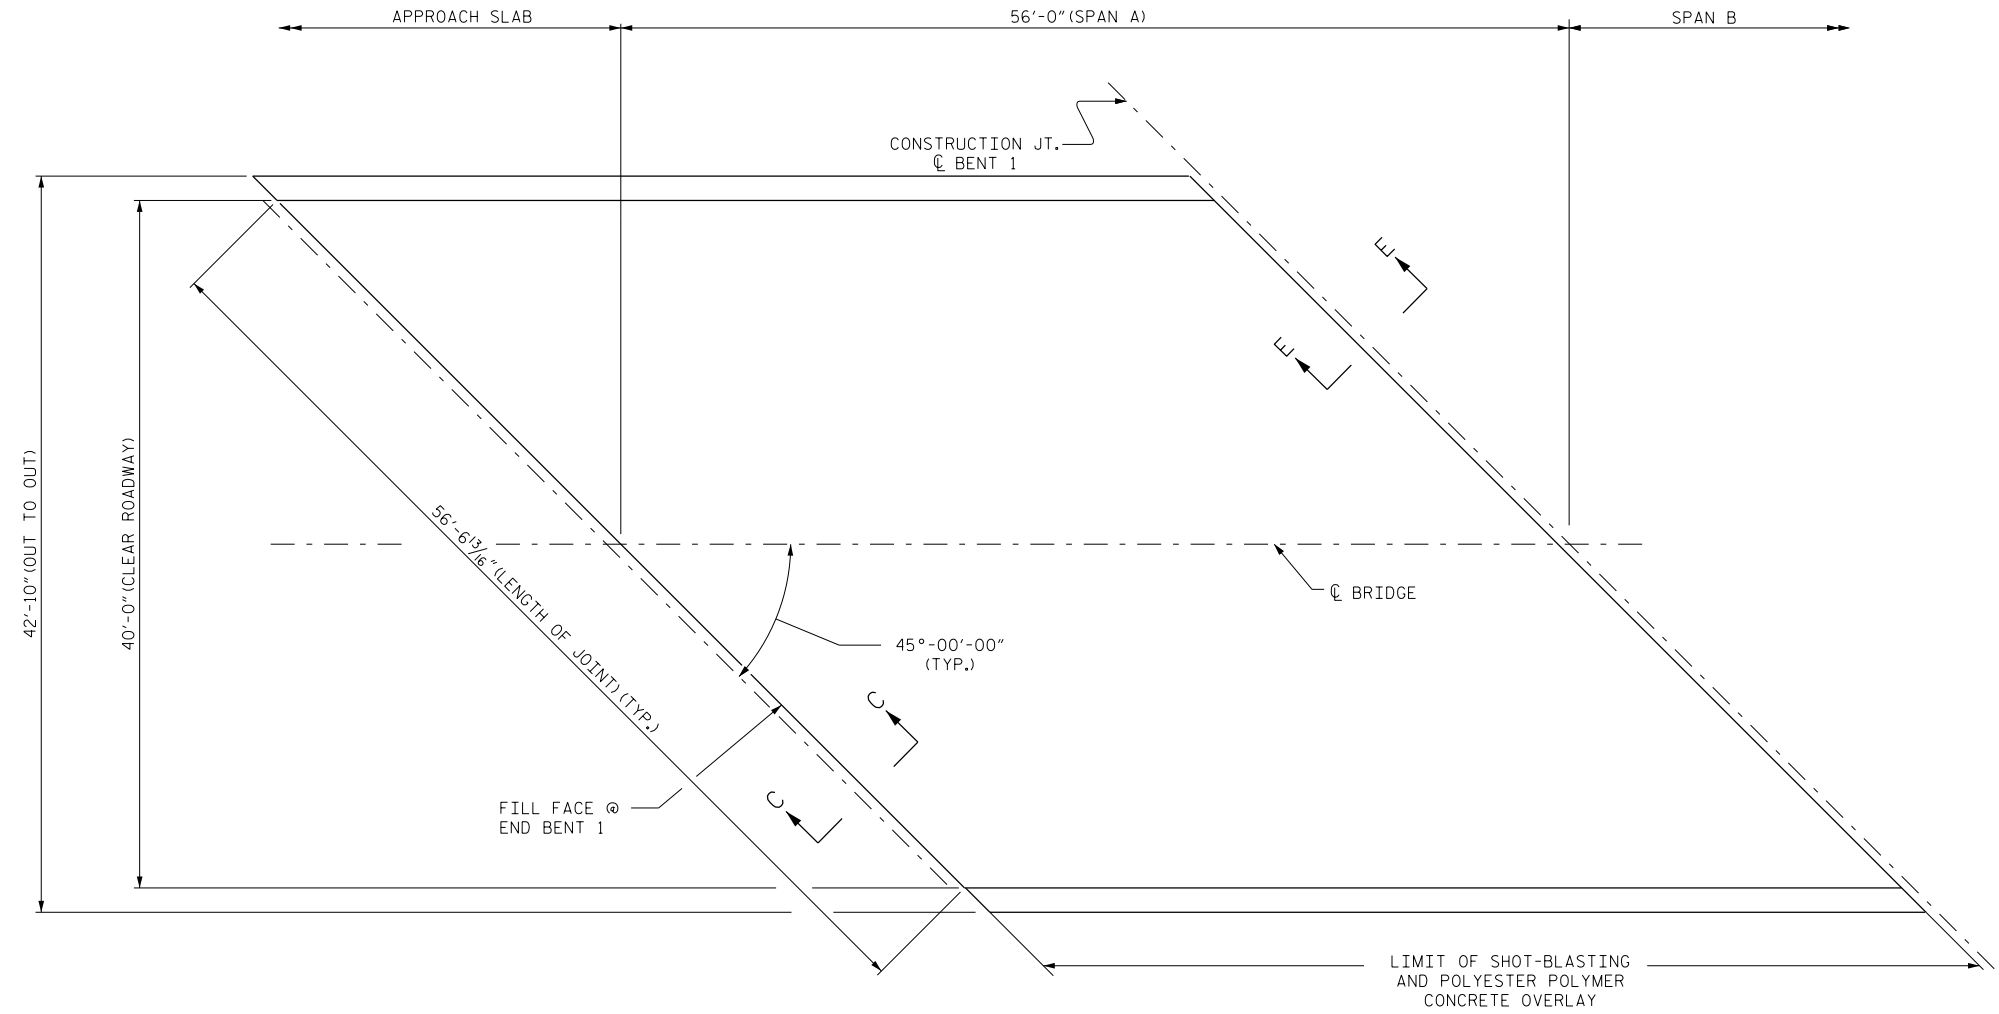 APPROACH SLAB
56'-0" (SPAN A)
SPAN B
CONSTRUCTION JT.
℄ BENT 1
E
E
42'-10" (OUT TO OUT)
40'-0" (CLEAR ROADWAY)
56'-6 13/16" (LENGTH OF JOINT) (TYP.)
℄ BRIDGE
45°-00'-00"
(TYP.)
C
C
FILL FACE @
END BENT 1
LIMIT OF SHOT-BLASTING
AND POLYESTER POLYMER
CONCRETE OVERLAY